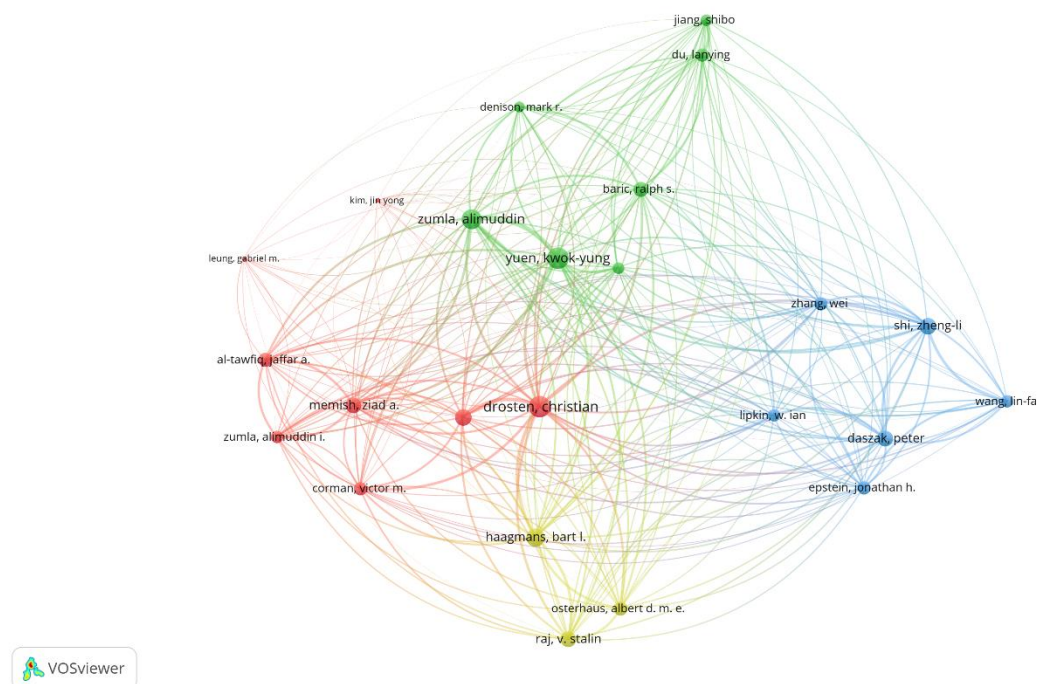 jiang, shibo
du, lanying
denison, mark r.
baric, ralph s.
kim, jin yong
zumla, alimuddin
yuen, kwok-yung
leung, gabriel m.
zhang, wei
shi, zheng-li
al-tawfiq, jaffar a.
wang, lin-fa
memish, ziad a.
drosten, christian
lipkin, w. ian
zumla, alimuddin i.
daszak, peter
corman, victor m.
epstein, jonathan h.
haagmans, bart l.
osterhaus, albert d. m. e.
raj, v. stalin
VOSviewer